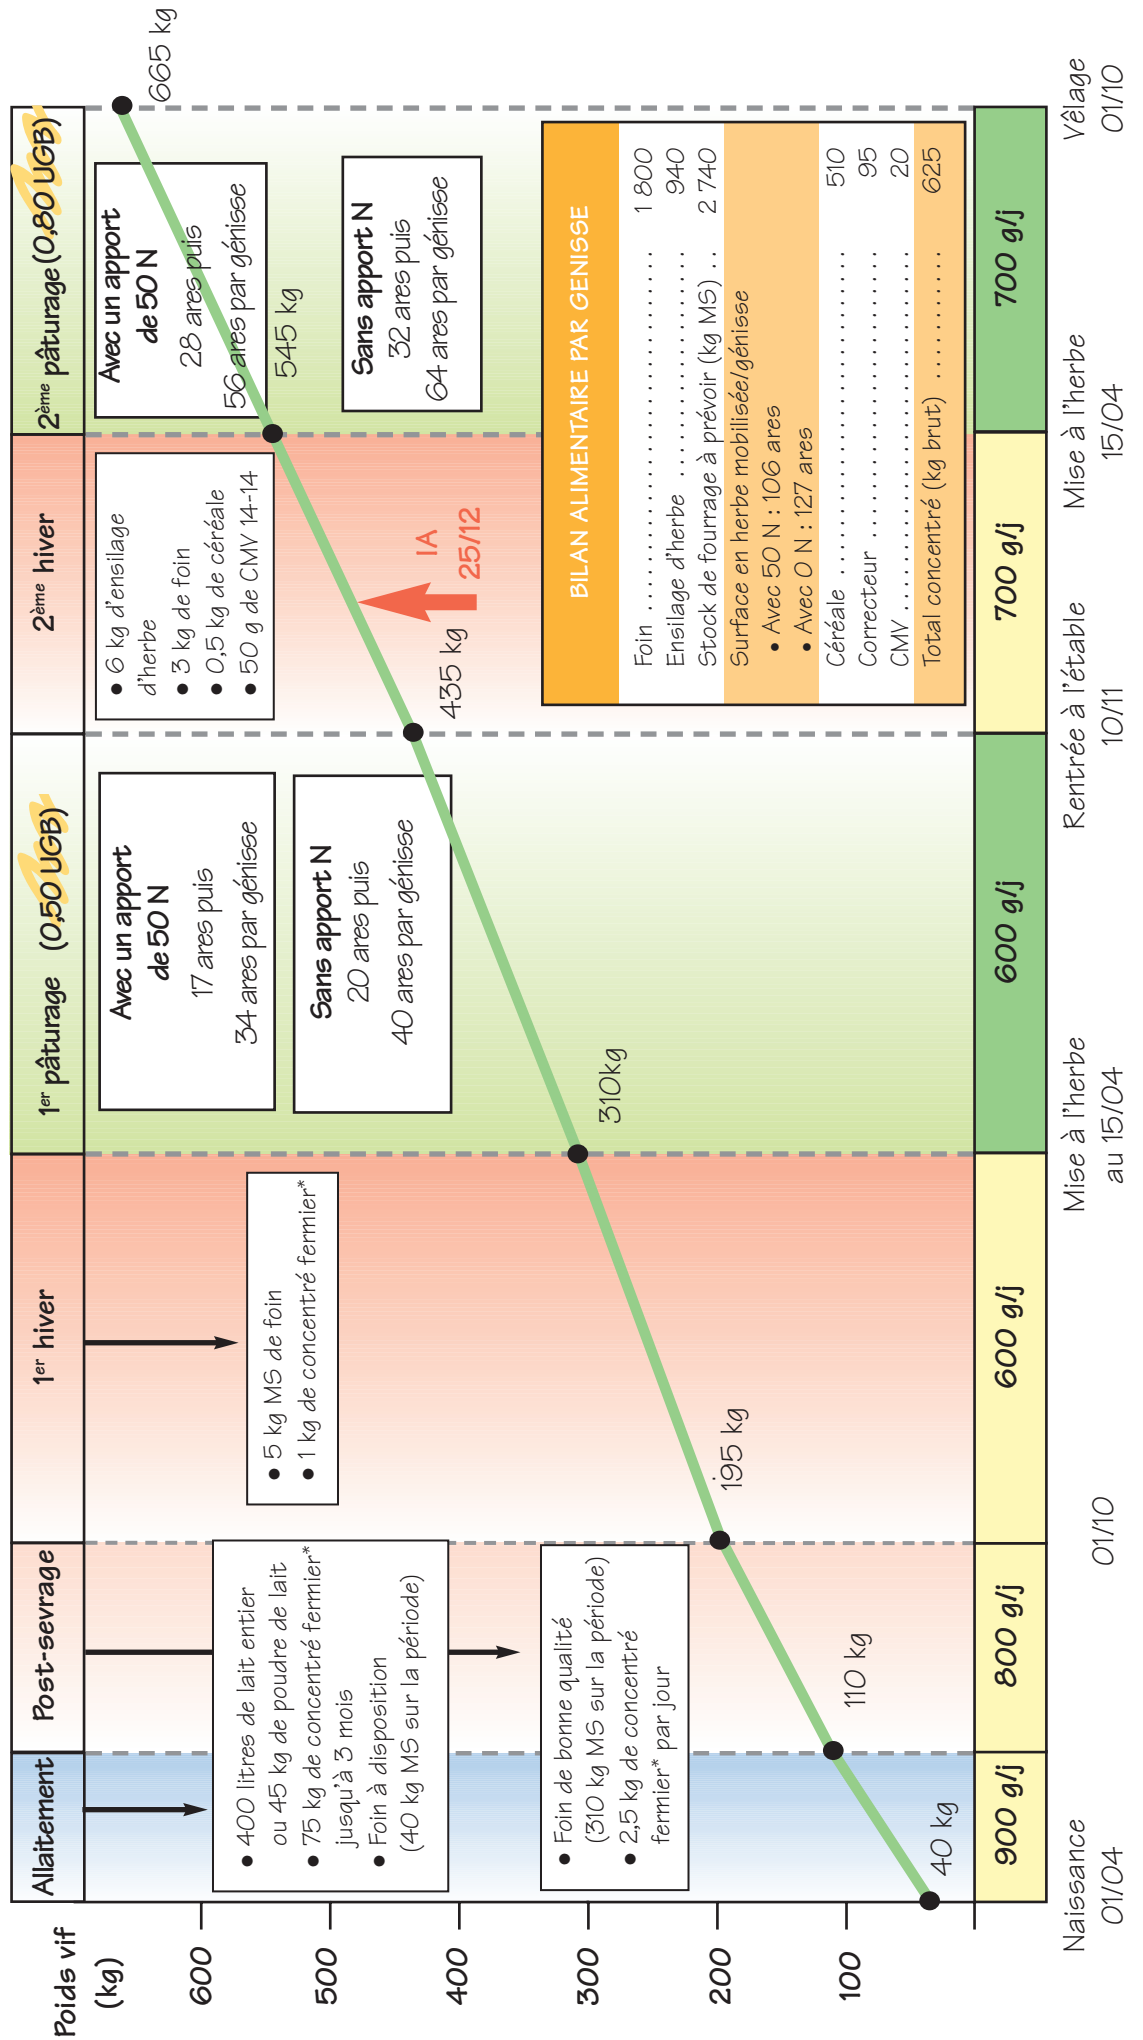 Poids vif
(kg)
600
500
400
300
200
100
Allaitement
Post-sevrage
1er hiver
1er pâturage (0,50 UGB)
2ème hiver
2ème pâturage (0,80 UGB)
• 400 litres de lait entier
ou 45 kg de poudre de lait
• 75 kg de concentré fermier*
jusqu'à 3 mois
• Foin à disposition
(40 kg MS sur la période)
• Foin de bonne qualité
(310 kg MS sur la période)
• 2,5 kg de concentré
fermier* par jour
• 5 kg MS de foin
• 1 kg de concentré fermier*
Avec un apport
de 50 N
17 ares puis
34 ares par génisse
Sans apport N
20 ares puis
40 ares par génisse
• 6 kg d'ensilage
d'herbe
• 3 kg de foin
• 0,5 kg de céréale
• 50 g de CMV 14-14
Avec un apport
de 50 N
28 ares puis
56 ares par génisse
Sans apport N
32 ares puis
64 ares par génisse
40 kg
110 kg
195 kg
310kg
435 kg
545 kg
665 kg
IA
25/12
BILAN ALIMENTAIRE PAR GENISSE
Foin ........................ 1 800
Ensilage d'herbe ................ 940
Stock de fourrage à prévoir (kg MS) ... 2 740
Surface en herbe mobilisée/génisse
• Avec 50 N : 106 ares
• Avec 0 N : 127 ares
Céréale ........................ 510
Correcteur ..................... 95
CMV ........................ 20
Total concentré (kg brut) ........... 625
900 g/j
800 g/j
600 g/j
600 g/j
700 g/j
700 g/j
Naissance
01/04
01/10
Mise à l'herbe
au 15/04
Rentrée à l'étable
10/11
Mise à l'herbe
15/04
Vêlage
01/10